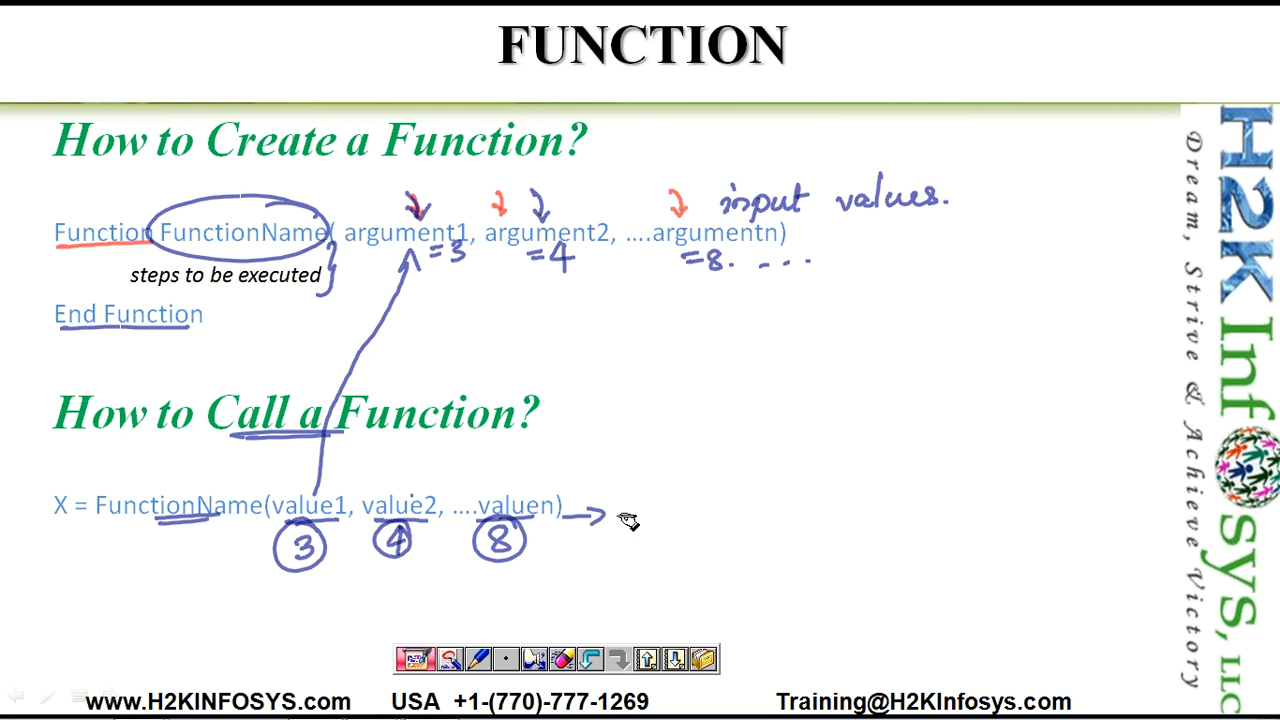 FUNCTION
How to Create a Function?
input values.
Function FunctionName( argument1, argument2, ....argumentn)
=3 =4 =8. - . . .
steps to be executed
End Function
How to Call a Function?
X = FunctionName(value1, value2, ....valuen)
3 4 8
www.H2KINFOSYS.com USA +1-(770)-777-1269 Training@H2KInfosys.com
Dream, Strive & Achieve Victory
H2K Infosys, LLC